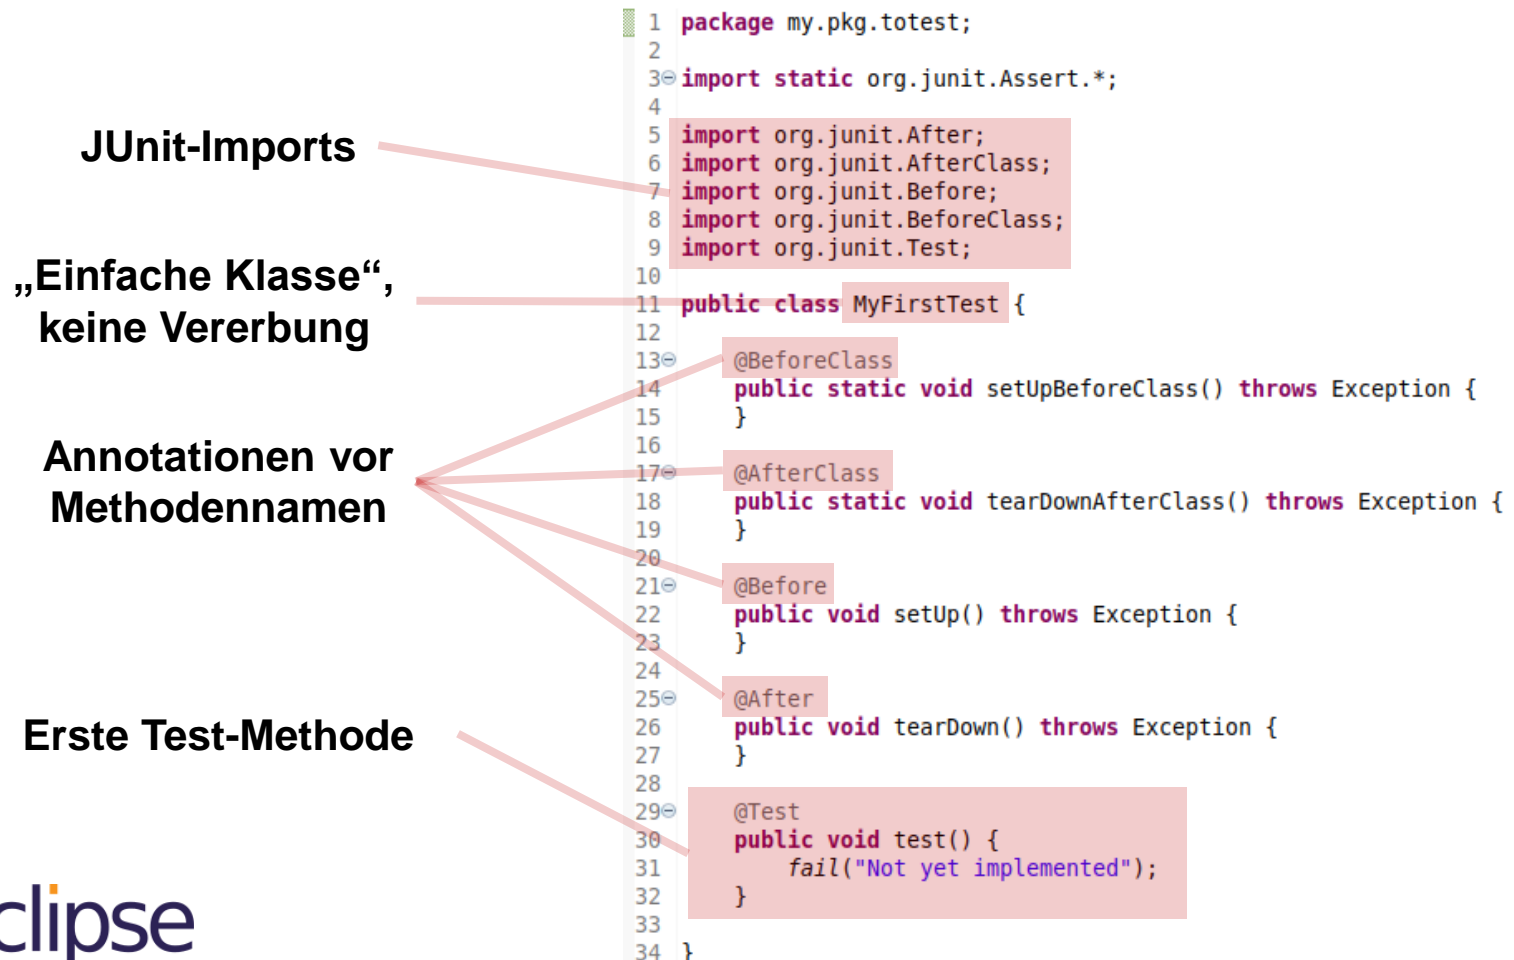 JUnit-Imports
„Einfache Klasse“,
keine Vererbung
Annotationen vor
Methodennamen
Erste Test-Methode
clipse
1 package my.pkg.totest;
2
3 import static org.junit.Assert.*;
4
5 import org.junit.After;
6 import org.junit.AfterClass;
7 import org.junit.Before;
8 import org.junit.BeforeClass;
9 import org.junit.Test;
10
11 public class MyFirstTest {
12
13 @BeforeClass
14 public static void setUpBeforeClass() throws Exception {
15 }
16
17 @AfterClass
18 public static void tearDownAfterClass() throws Exception {
19 }
20
21 @Before
22 public void setUp() throws Exception {
23 }
24
25 @After
26 public void tearDown() throws Exception {
27 }
28
29 @Test
30 public void test() {
31 fail("Not yet implemented");
32 }
33
34 }